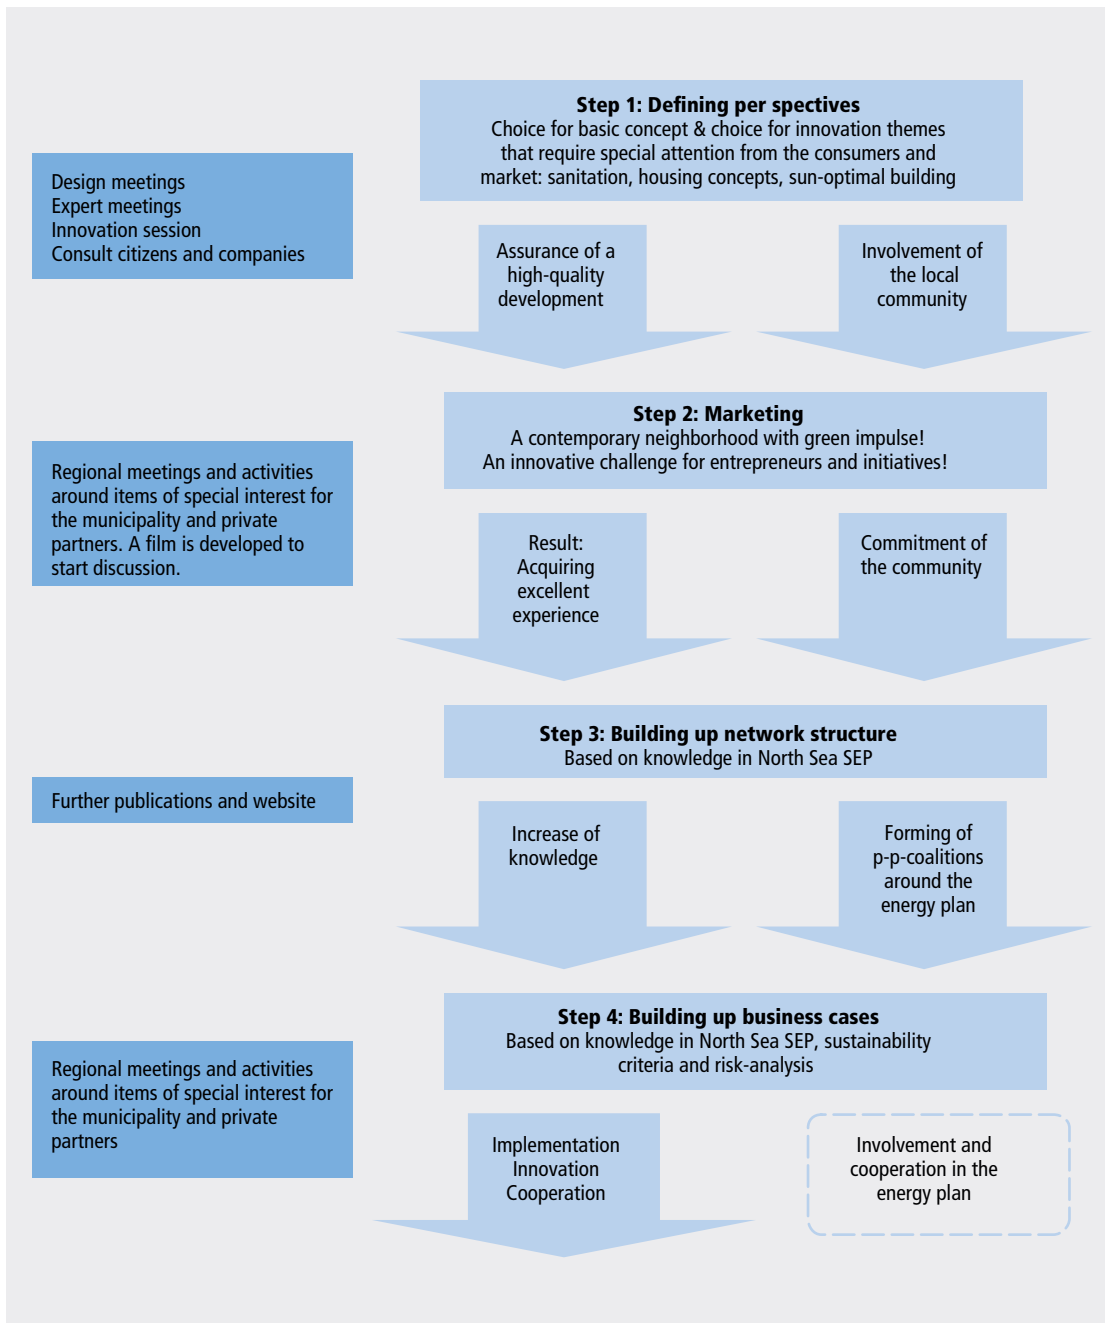 Step 1: Defining per spectives
Choice for basic concept & choice for innovation themes
that require special attention from the consumers and
market: sanitation, housing concepts, sun-optimal building
Design meetings
Expert meetings
Innovation session
Consult citizens and companies
Assurance of a
high-quality
development
Involvement of
the local
community
Step 2: Marketing
A contemporary neighborhood with green impulse!
An innovative challenge for entrepreneurs and initiatives!
Regional meetings and activities
around items of special interest for
the municipality and private
partners. A film is developed to
start discussion.
Result:
Acquiring
excellent
experience
Commitment of
the community
Step 3: Building up network structure
Based on knowledge in North Sea SEP
Further publications and website
Increase of
knowledge
Forming of
p-p-coalitions
around the
energy plan
Step 4: Building up business cases
Based on knowledge in North Sea SEP, sustainability
criteria and risk-analysis
Regional meetings and activities
around items of special interest for
the municipality and private
partners
Implementation
Innovation
Cooperation
Involvement and
cooperation in the
energy plan